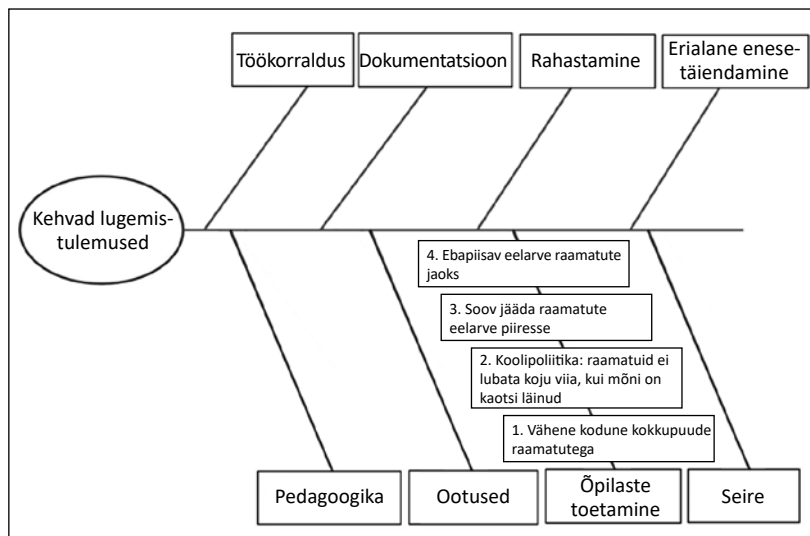 Töökorraldus
Dokumentatsioon
Rahastamine
Erialane enese-
täiendamine
Kehvad lugemis-
tulemused
4. Ebapiisav eelarve raamatute
jaoks
3. Soov jääda raamatute
eelarve piiresse
2. Koolipoliitika: raamatuid ei
lubata koju viia, kui mõni on
kaotsi läinud
1. Vähene kodune kokkupuude
raamatutega
Pedagoogika
Ootused
Õpilaste
toetamine
Seire